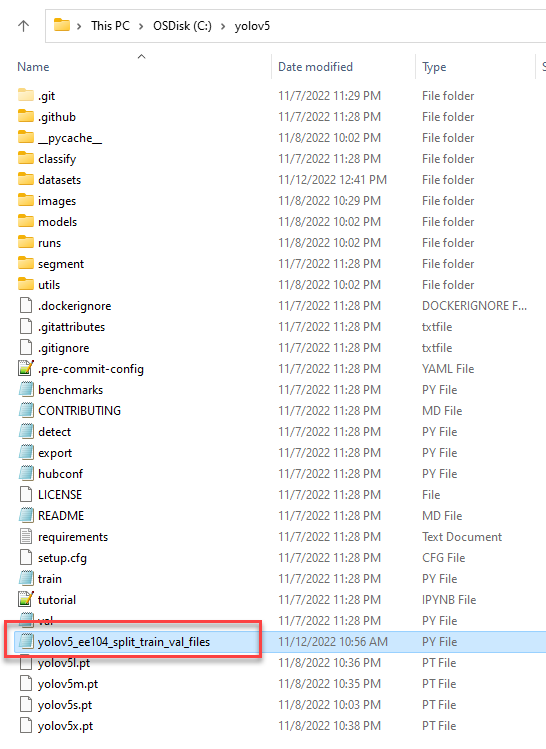 This PC > OSDisk (C:) > yolov5
Name Date modified Type S
.git 11/7/2022 11:29 PM File folder
.github 11/7/2022 11:28 PM File folder
__pycache__ 11/8/2022 10:02 PM File folder
classify 11/7/2022 11:28 PM File folder
datasets 11/12/2022 12:41 PM File folder
images 11/8/2022 10:29 PM File folder
models 11/8/2022 10:02 PM File folder
runs 11/8/2022 10:02 PM File folder
segment 11/7/2022 11:28 PM File folder
utils 11/8/2022 10:02 PM File folder
.dockerignore 11/7/2022 11:28 PM DOCKERIGNORE F...
.gitattributes 11/7/2022 11:28 PM txtfile
.gitignore 11/7/2022 11:28 PM txtfile
.pre-commit-config 11/7/2022 11:28 PM YAML File
benchmarks 11/7/2022 11:28 PM PY File
CONTRIBUTING 11/7/2022 11:28 PM MD File
detect 11/7/2022 11:28 PM PY File
export 11/7/2022 11:28 PM PY File
hubconf 11/7/2022 11:28 PM PY File
LICENSE 11/7/2022 11:28 PM File
README 11/7/2022 11:28 PM MD File
requirements 11/7/2022 11:28 PM Text Document
setup.cfg 11/7/2022 11:28 PM CFG File
train 11/7/2022 11:28 PM PY File
tutorial 11/7/2022 11:28 PM IPYNB File
val 11/7/2022 11:28 PM PY File
yolov5_ee104_split_train_val_files 11/12/2022 10:56 AM PY File
yolov5l.pt 11/8/2022 10:36 PM PT File
yolov5m.pt 11/8/2022 10:35 PM PT File
yolov5s.pt 11/8/2022 10:03 PM PT File
yolov5x.pt 11/8/2022 10:38 PM PT File